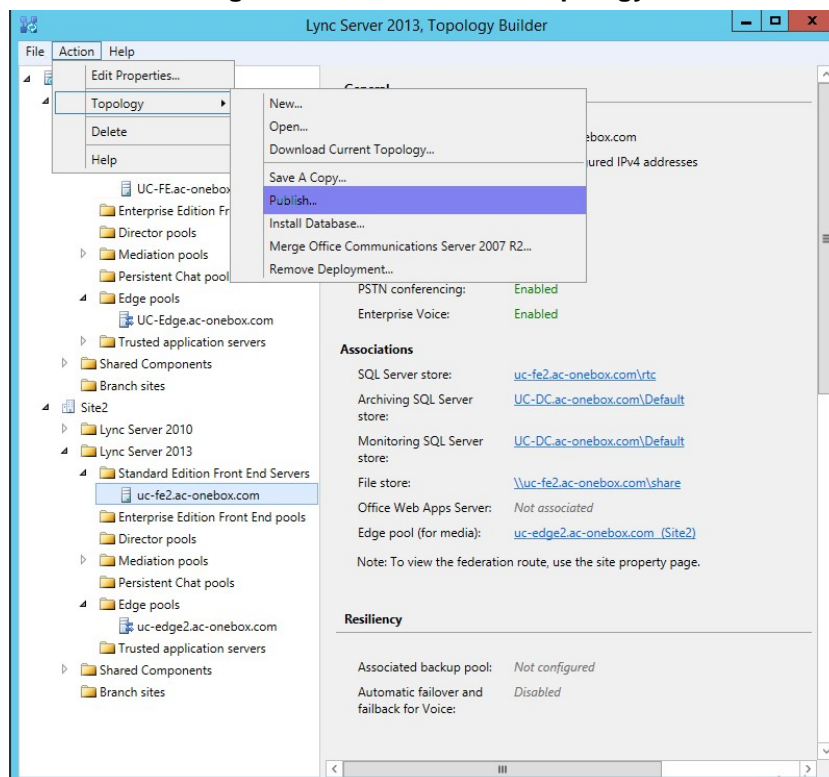 Lync Server 2013, Topology Builder
File Action Help
Edit Properties...
Topology
Delete
Help
New...
Open...
Download Current Topology...
Save A Copy...
Publish...
Install Database...
Merge Office Communications Server 2007 R2...
Remove Deployment...
UC-FE.ac-onebox
Enterprise Edition Fr
Director pools
Mediation pools
Persistent Chat pool
Edge pools
UC-Edge.ac-onebox.com
Trusted application servers
Shared Components
Branch sites
Site2
Lync Server 2010
Lync Server 2013
Standard Edition Front End Servers
uc-fe2.ac-onebox.com
Enterprise Edition Front End pools
Director pools
Mediation pools
Persistent Chat pools
Edge pools
uc-edge2.ac-onebox.com
Trusted application servers
Shared Components
Branch sites
General
ebox.com
ured IPv4 addresses
PSTN conferencing: Enabled
Enterprise Voice: Enabled
Associations
SQL Server store: uc-fe2.ac-onebox.com\rtc
Archiving SQL Server UC-DC.ac-onebox.com\Default
store:
Monitoring SQL Server UC-DC.ac-onebox.com\Default
store:
File store: \\uc-fe2.ac-onebox.com\share
Office Web Apps Server: Not associated
Edge pool (for media): uc-edge2.ac-onebox.com (Site2)
Note: To view the federation route, use the site property page.
Resiliency
Associated backup pool: Not configured
Automatic failover and Disabled
failback for Voice: